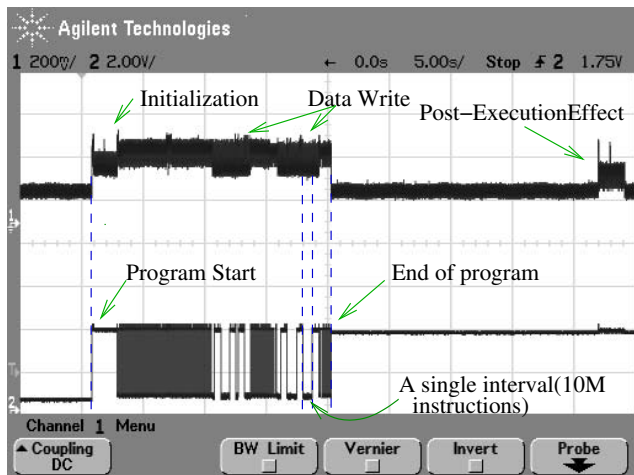 Agilent Technologies
1 200mV/ 2 2.00V/ ← 0.0s 5.00s/ Stop 2 1.75V
Initialization
Data Write
Post-ExecutionEffect
1
Program Start
End of program
T
2
A single interval(10M
instructions)
Channel 1 Menu
Coupling
DC
BW Limit
Vernier
Invert
Probe